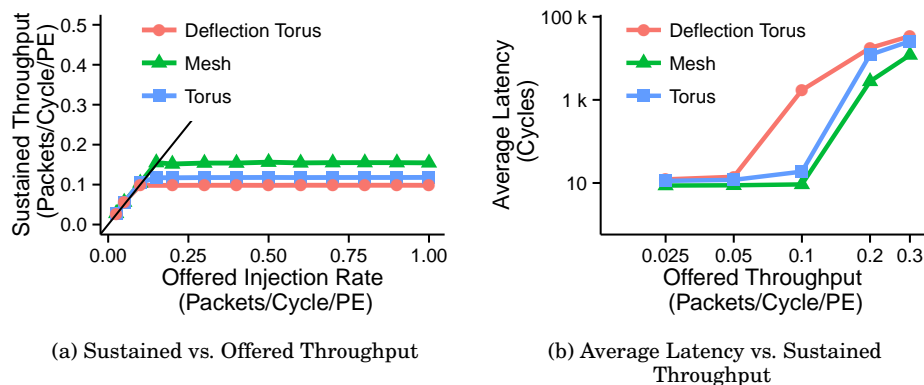 Sustained Throughput
(Packets/Cycle/PE)
0.5
0.4
0.3
0.2
0.1
0.0
Deflection Torus
Mesh
Torus
0.00 0.25 0.50 0.75 1.00
Offered Injection Rate
(Packets/Cycle/PE)
(a) Sustained vs. Offered Throughput
Average Latency
(Cycles)
100 k
1 k
10
Deflection Torus
Mesh
Torus
0.025 0.05 0.1 0.2 0.3
Offered Throughput
(Packets/Cycle/PE)
(b) Average Latency vs. Sustained
Throughput